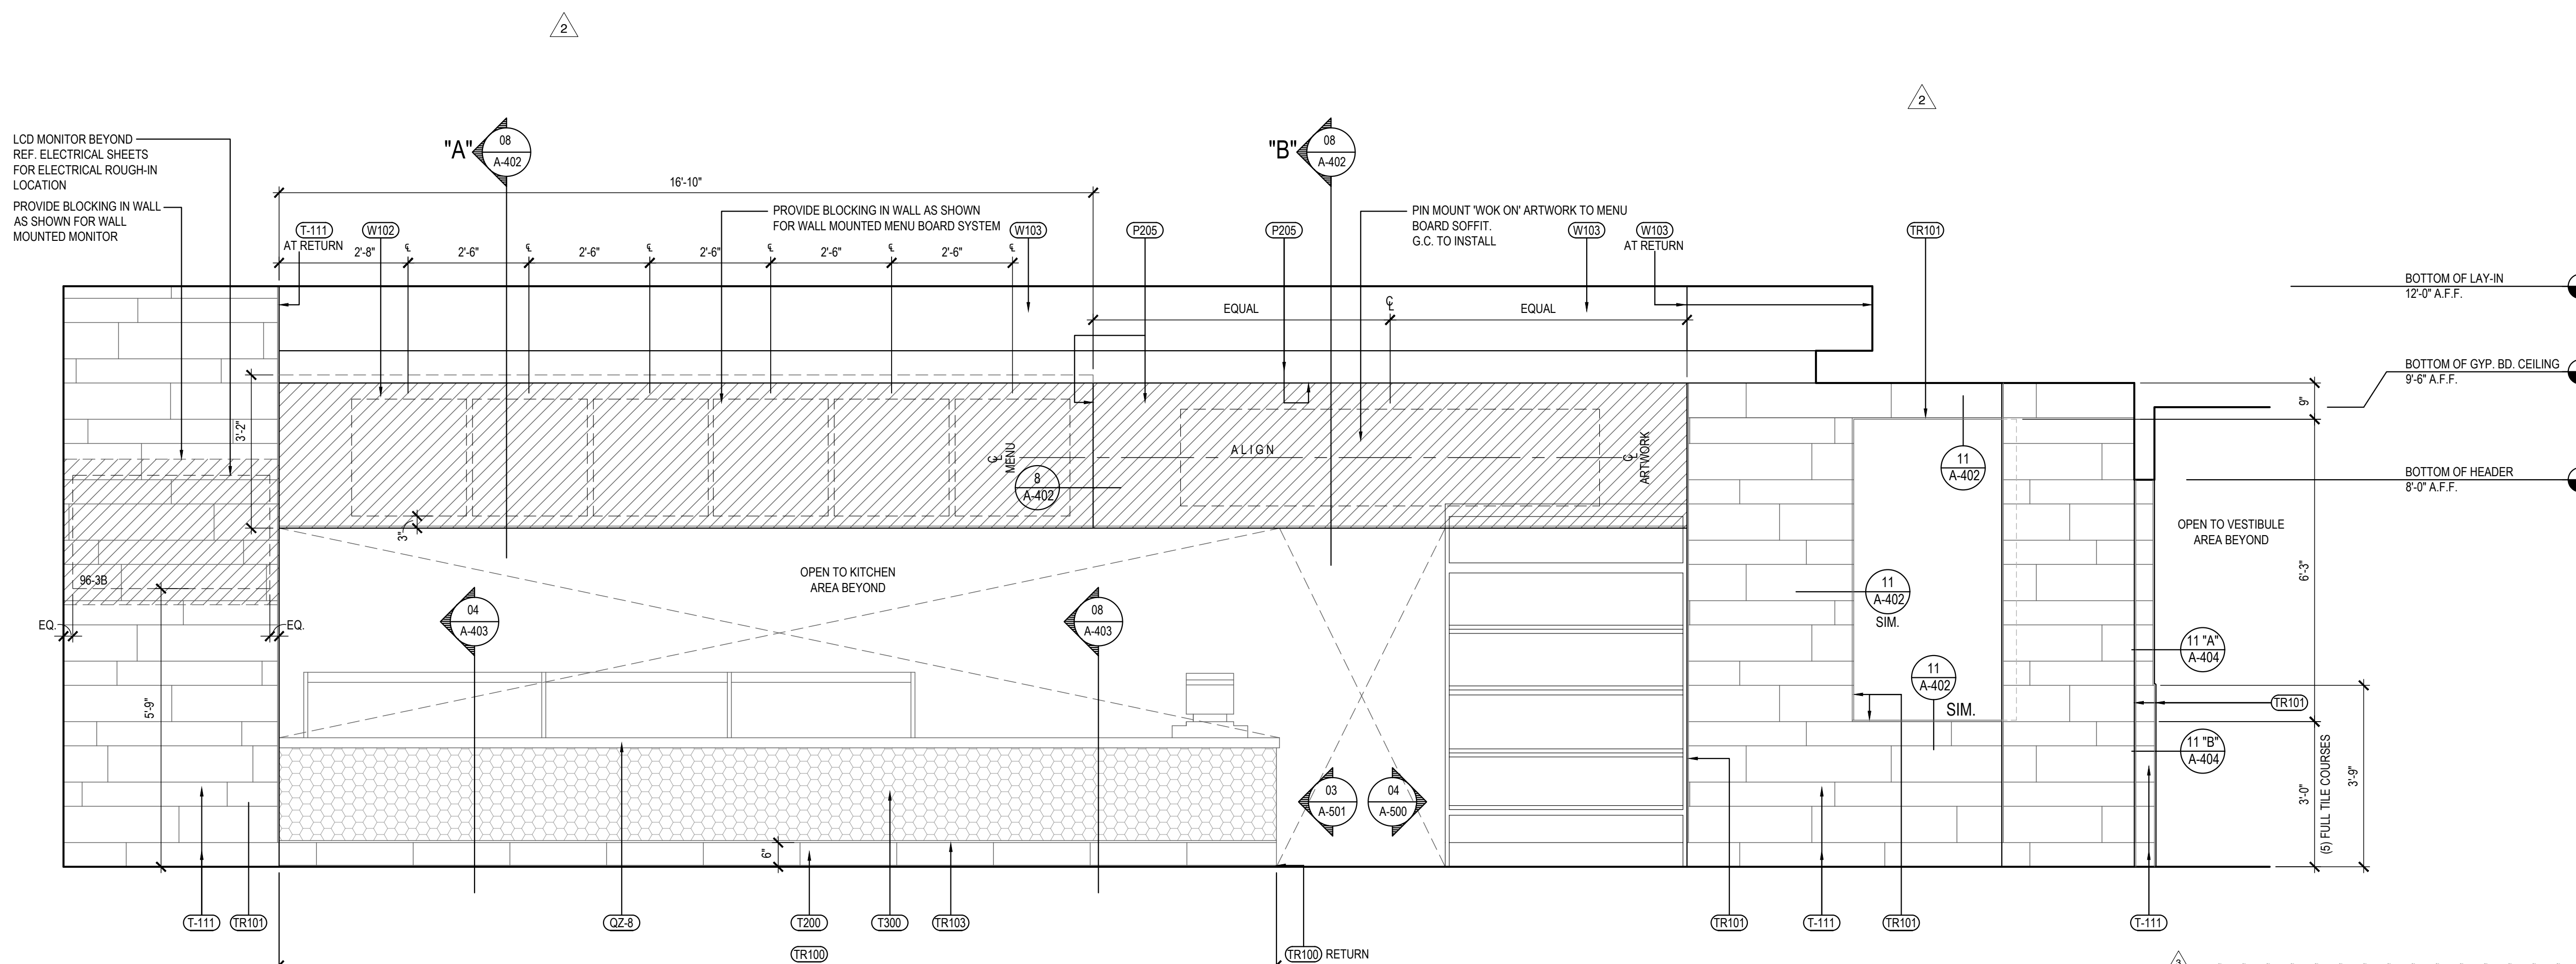 2
2
LCD MONITOR BEYOND
REF. ELECTRICAL SHEETS
FOR ELECTRICAL ROUGH-IN
LOCATION
PROVIDE BLOCKING IN WALL
AS SHOWN FOR WALL
MOUNTED MONITOR
"A"
08
A-402
"B"
08
A-402
16'-10"
PROVIDE BLOCKING IN WALL AS SHOWN
FOR WALL MOUNTED MENU BOARD SYSTEM
PIN MOUNT 'WOK ON' ARTWORK TO MENU
BOARD SOFFIT.
G.C. TO INSTALL
T-111
AT RETURN
W102
W103
P205
P205
W103
W103
AT RETURN
TR101
2'-8"
℄
2'-6"
℄
2'-6"
℄
2'-6"
℄
2'-6"
℄
2'-6"
℄
BOTTOM OF LAY-IN
12'-0" A.F.F.
EQUAL
℄
EQUAL
BOTTOM OF GYP. BD. CEILING
9'-6" A.F.F.
9"
3'-2"
℄
MENU
ALIGN
℄
ARTWORK
8
A-402
11
A-402
BOTTOM OF HEADER
8'-0" A.F.F.
OPEN TO VESTIBULE
AREA BEYOND
3"
OPEN TO KITCHEN
AREA BEYOND
96-3B
6'-3"
11
A-402
SIM.
04
A-403
08
A-403
EQ.
EQ.
11 "A"
A-404
11
A-402
SIM.
TR101
5'-9"
11 "B"
A-404
03
A-501
04
A-500
3'-0"
(5) FULL TILE COURSES
3'-9"
6"
T-111
TR101
QZ-8
T200
T300
TR103
TR101
T-111
TR101
T-111
TR100
TR100 RETURN
3